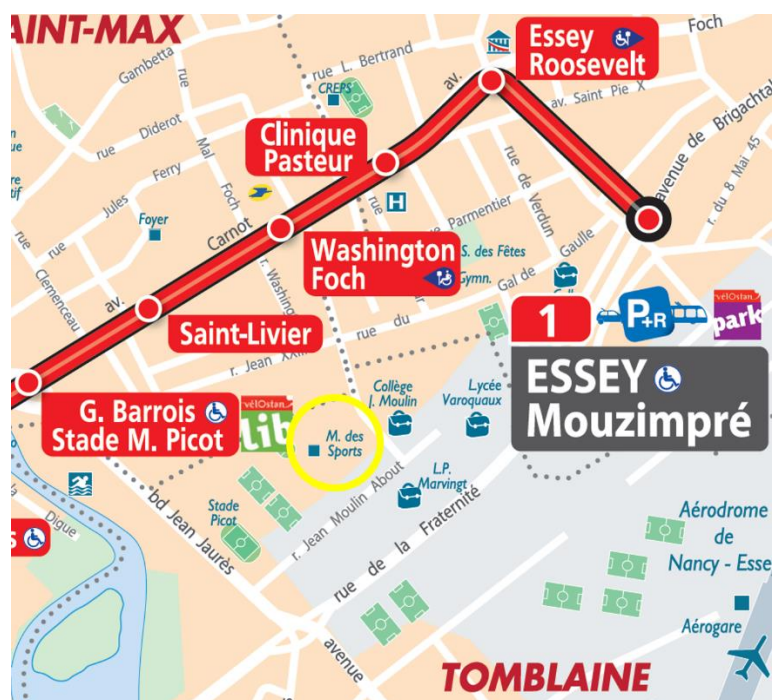 AINT-MAX
Gambetta
rue
rue L. Bertrand
CREPS
av.
Essey
Roosevelt
Foch
av. Saint Pie X
avenue de Brigachtal
r. du 8 Mai 45
rue Diderot
Mal
Foch
Clinique
Pasteur
rue
H
rue Jules Ferry
Foyer
Carnot
av.
rue
Clemenceau
r. Washington
Washington
Foch
Parmentier
rue de Verdun
S. des Fêtes
Gymn.
rue du Gal de Gaulle
Saint-Livier
r. Jean XXIII
1
P+R
vélOstan
park
ESSEY
Mouzimpré
G. Barrois
Stade M. Picot
vélOstan
lib
M. des
Sports
Collège
J. Moulin
Lycée
Varoquaux
L.P.
Marvingt
Stade
Picot
bd Jean Jaurès
r. Jean Moulin About
rue de la Fraternité
avenue
la
Digue
s
Aérodrome
de
Nancy - Esse
Aérogare
TOMBLAINE